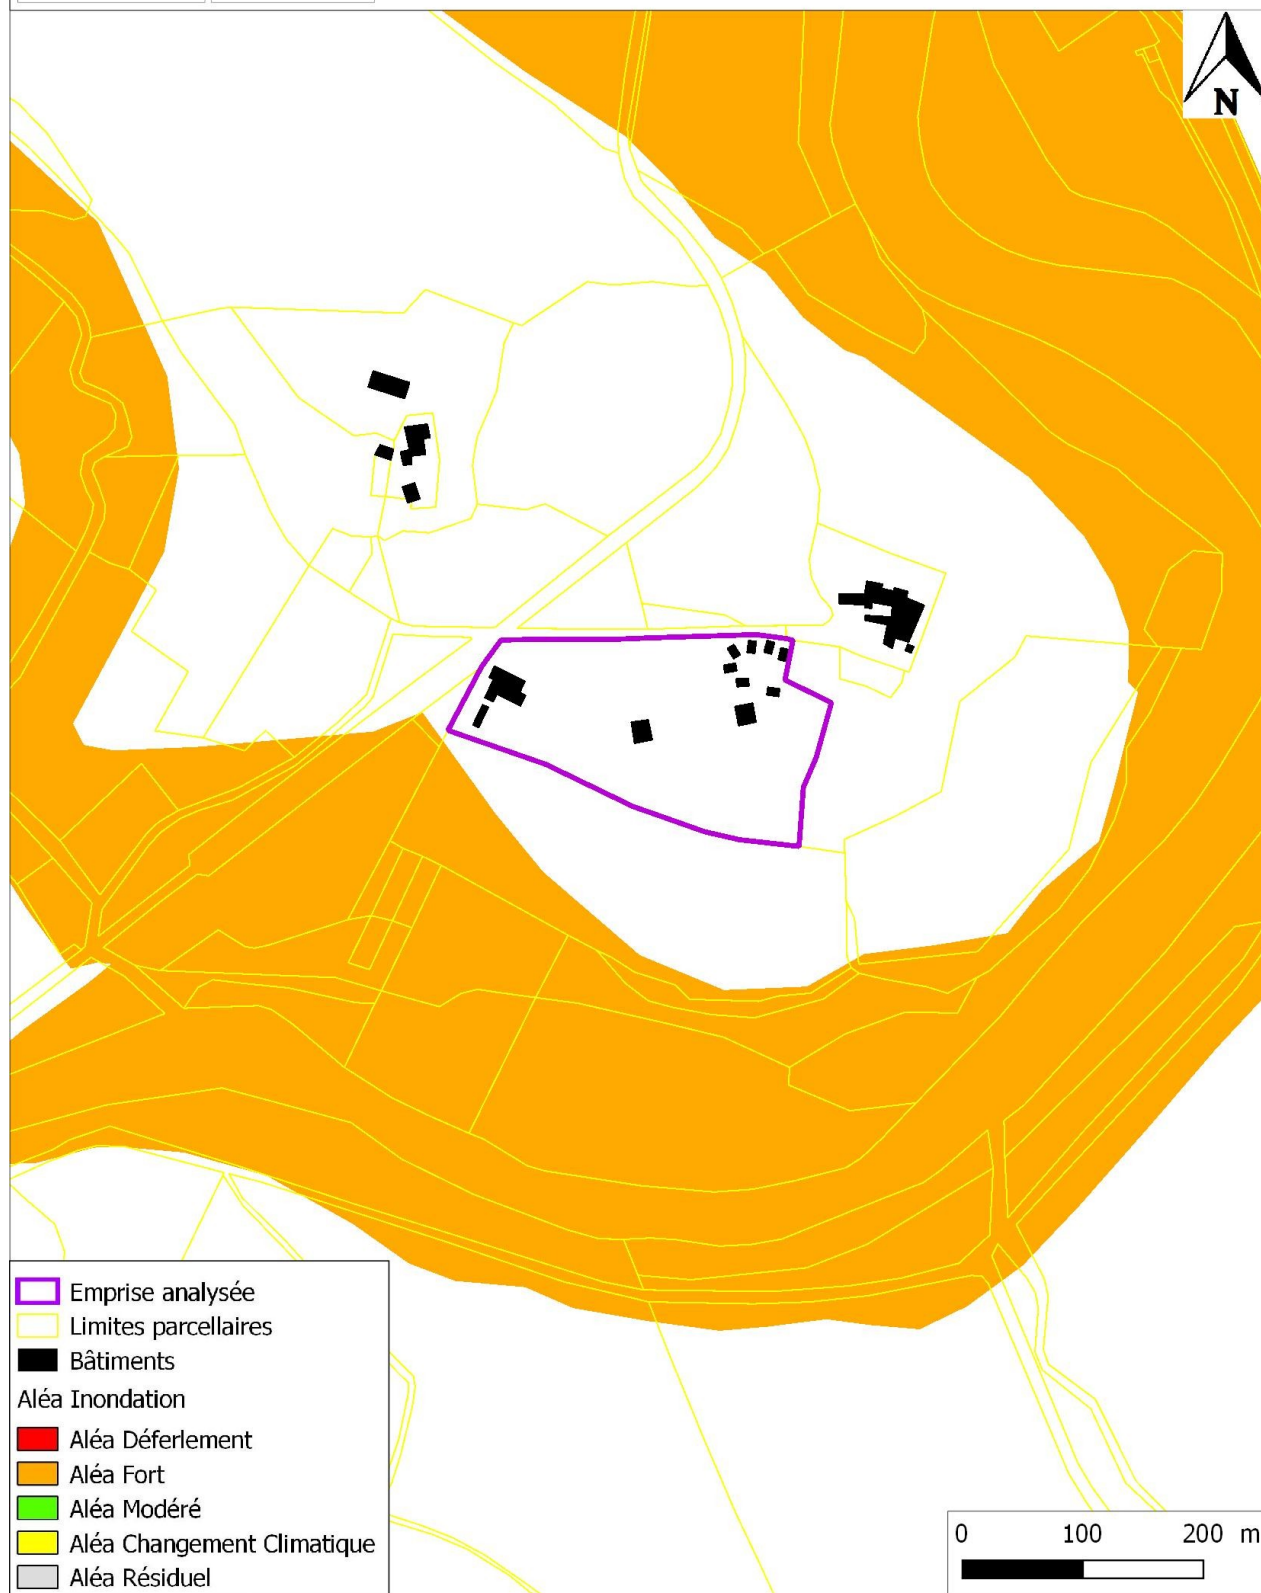 N
Emprise analysée
Limites parcellaires
Bâtiments
Aléa Inondation
Aléa Déferlement
Aléa Fort
Aléa Modéré
Aléa Changement Climatique
Aléa Résiduel
0 100 200 m